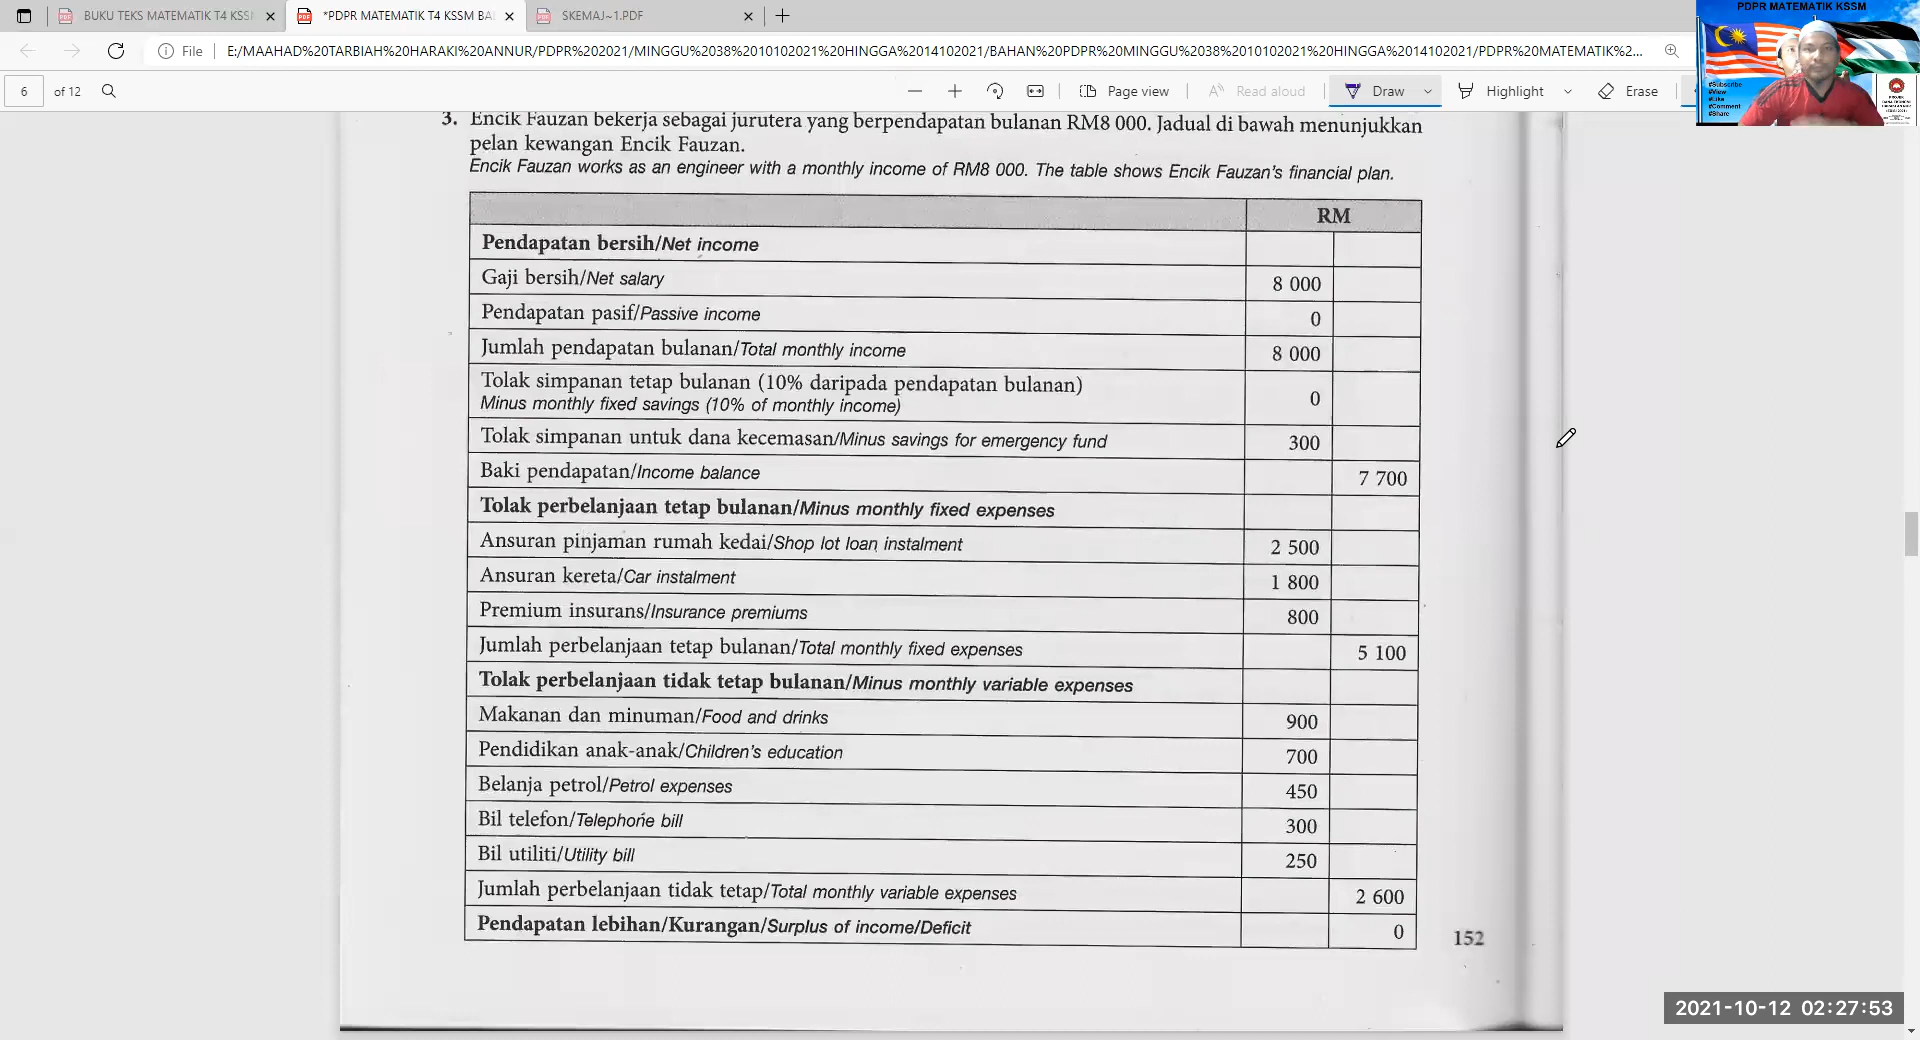 BUKU TEKS MATEMATIK T4 KSSM
*PDPR MATEMATIK T4 KSSM BA
SKEMAJ~1.PDF
File
E:/MAAHAD%20TARBIAH%20HARAKI%20ANNUR/PDPR%202021/MINGGU%2038%2010102021%20HINGGA%2014102021/BAHAN%20PDPR%20MINGGU%2038%2010102021%20HINGGA%2014102021/PDPR%20MATEMATIK%2...
6 of 12
Page view
Read aloud
Draw
Highlight
Erase
PDPR MATEMATIK KSSM
#Subscribe
#View
#Like
#Comment
#Share
3. Encik Fauzan bekerja sebagai jurutera yang berpendapatan bulanan RM8 000. Jadual di bawah menunjukkan
pelan kewangan Encik Fauzan.
Encik Fauzan works as an engineer with a monthly income of RM8 000. The table shows Encik Fauzan's financial plan.
RM
Pendapatan bersih/Net income
Gaji bersih/Net salary 8 000
Pendapatan pasif/Passive income 0
Jumlah pendapatan bulanan/Total monthly income 8 000
Tolak simpanan tetap bulanan (10% daripada pendapatan bulanan)
Minus monthly fixed savings (10% of monthly income) 0
Tolak simpanan untuk dana kecemasan/Minus savings for emergency fund 300
Baki pendapatan/Income balance 7 700
Tolak perbelanjaan tetap bulanan/Minus monthly fixed expenses
Ansuran pinjaman rumah kedai/Shop lot loan instalment 2 500
Ansuran kereta/Car instalment 1 800
Premium insurans/Insurance premiums 800
Jumlah perbelanjaan tetap bulanan/Total monthly fixed expenses 5 100
Tolak perbelanjaan tidak tetap bulanan/Minus monthly variable expenses
Makanan dan minuman/Food and drinks 900
Pendidikan anak-anak/Children's education 700
Belanja petrol/Petrol expenses 450
Bil telefon/Telephone bill 300
Bil utiliti/Utility bill 250
Jumlah perbelanjaan tidak tetap/Total monthly variable expenses 2 600
Pendapatan lebihan/Kurangan/Surplus of income/Deficit 0
152
2021-10-12 02:27:53